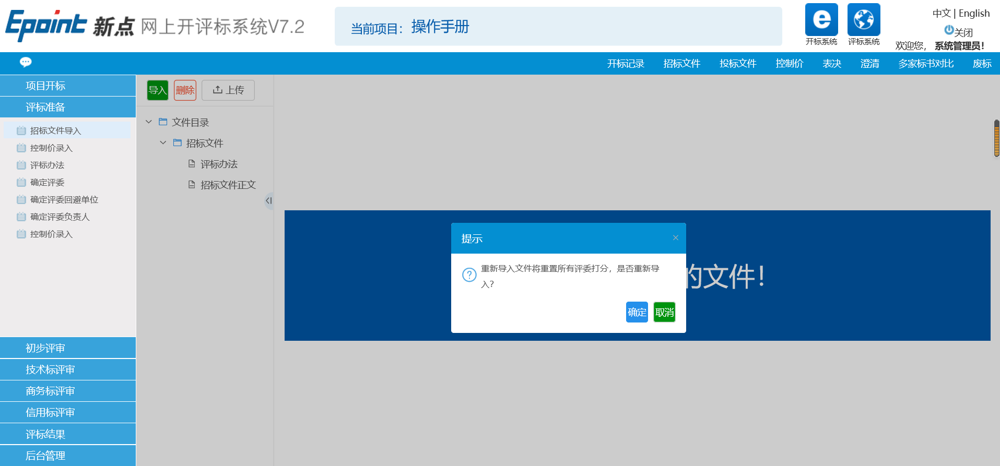 Epoint 新点 网上开评标系统V7.2
当前项目： 操作手册
开标系统
评标系统
中文 | English
关闭
欢迎您， 系统管理员！
开标记录 招标文件 投标文件 控制价 表决 澄清 多家标书对比 废标
项目开标
评标准备
招标文件导入
控制价录入
评标办法
确定评委
确定评委回避单位
确定评委负责人
控制价录入
初步评审
技术标评审
商务标评审
信用标评审
评标结果
后台管理
导入 删除 上传
文件目录
招标文件
评标办法
招标文件正文
的文件！
提示
重新导入文件将重置所有评委打分，是否重新导
入？
确定 取消